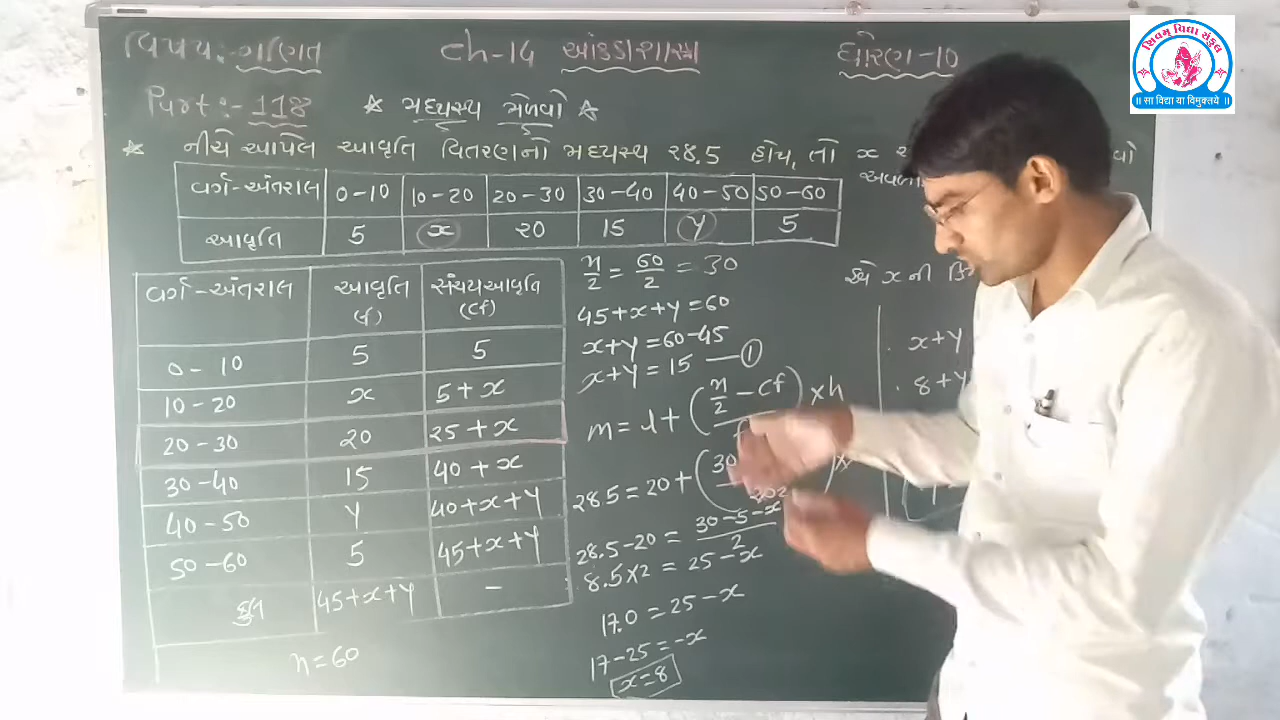 વિષય:-ગણિત ch-14 આંકડાશાસ્ત્ર ધોરણ-10
Part:-118 ☆ મધ્યસ્થ મેળવો ☆
☆ નીચે આપેલ આવૃતિ વિતરણનો મધ્યસ્થ 28.5 હોય, તો x
વર્ગ-અંતરાલ 0-10 10-20 20-30 30-40 40-50 50-60
આવૃતિ 5 x 20 15 y 5
વર્ગ-અંતરાલ આવૃતિ (f) સંચયઆવૃતિ (cf)
0-10 5 5
10-20 x 5+x
20-30 20 25+x
30-40 15 40+x
40-50 y 40+x+y
50-60 5 45+x+y
કુલ 45+x+y -
n=60
n/2 = 60/2 = 30
45+x+y=60
x+y=60-45
x+y=15 —①
m=l+(n/2-cf
×h
28.5=20+(30
28.5-20 = 30-5-x/2
8.5×2 = 25-x
17.0=25-x
17-25=-x
x=8
હવે x ની
x+y
8+y
શિવમ્ વિદ્યા સંકુલ
॥ સા વિદ્યા યા વિમુક્તયે ॥